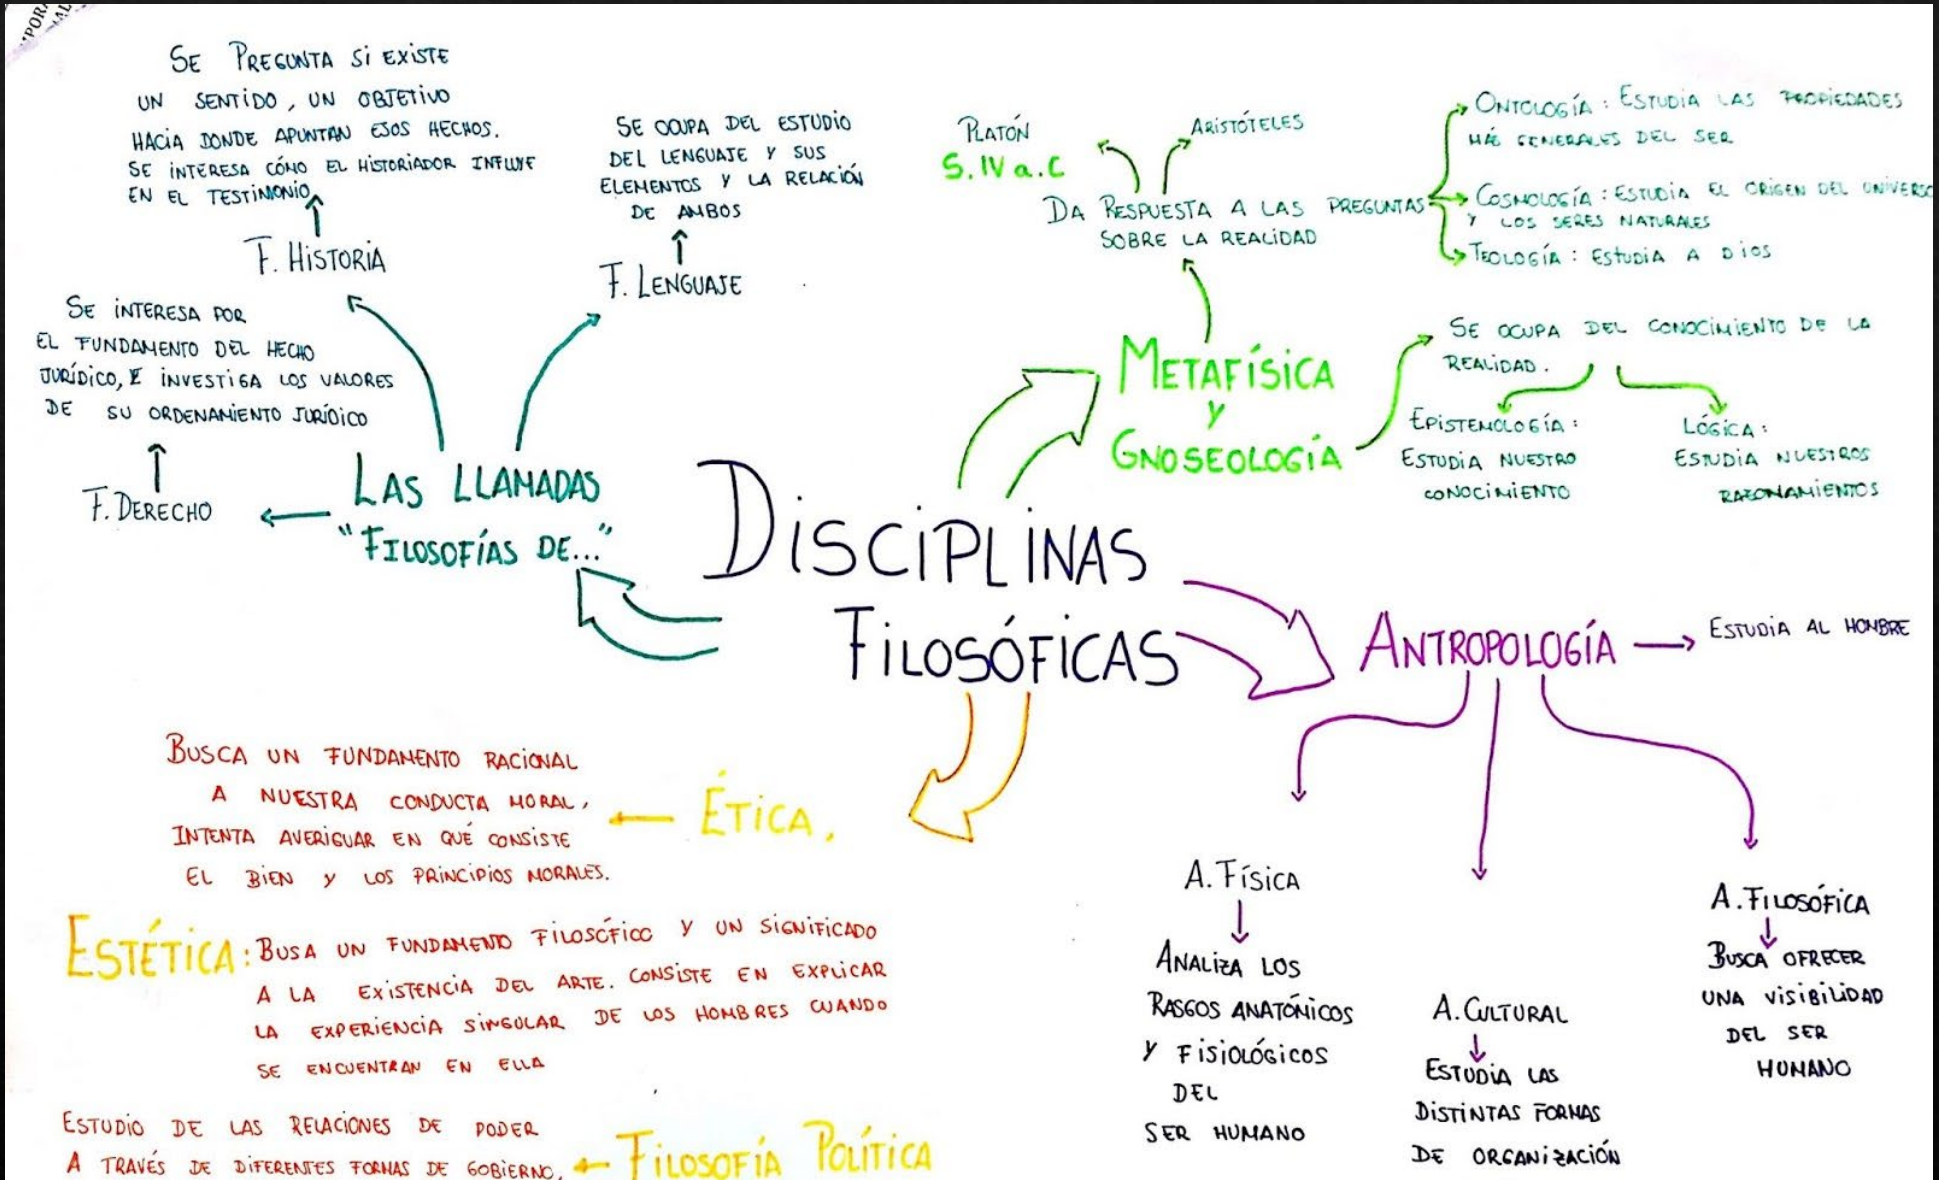 SE PREGUNTA SI EXISTE
UN SENTIDO, UN OBJETIVO
HACIA DONDE APUNTAN ESOS HECHOS.
SE INTERESA CÓMO EL HISTORIADOR INFLUYE
EN EL TESTIMONIO
F. HISTORIA
SE OCUPA DEL ESTUDIO
DEL LENGUAJE Y SUS
ELEMENTOS Y LA RELACIÓN
DE AMBOS
F. LENGUAJE
SE INTERESA POR
EL FUNDAMENTO DEL HECHO
JURÍDICO, E INVESTIGA LOS VALORES
DE SU ORDENAMIENTO JURÍDICO
F. DERECHO
LAS LLAMADAS
"FILOSOFÍAS DE..."
PLATÓN
S. IV a. C
ARISTÓTELES
DA RESPUESTA A LAS PREGUNTAS
SOBRE LA REALIDAD
ONTOLOGÍA: ESTUDIA LAS PROPIEDADES
MÁS GENERALES DEL SER
COSMOLOGÍA: ESTUDIA EL ORIGEN DEL UNIVERSO
Y LOS SERES NATURALES
TEOLOGÍA: ESTUDIA A DIOS
METAFÍSICA
Y
GNOSEOLOGÍA
SE OCUPA DEL CONOCIMIENTO DE LA
REALIDAD.
EPISTEMOLOGÍA:
ESTUDIA NUESTRO
CONOCIMIENTO
LÓGICA:
ESTUDIA NUESTROS
RAZONAMIENTOS
DISCIPLINAS
FILOSÓFICAS
ANTROPOLOGÍA
ESTUDIA AL HOMBRE
A. FÍSICA
ANALIZA LOS
RASGOS ANATÓMICOS
Y FISIOLÓGICOS
DEL
SER HUMANO
A. CULTURAL
ESTUDIA LAS
DISTINTAS FORMAS
DE ORGANIZACIÓN
A. FILOSÓFICA
BUSCA OFRECER
UNA VISIBILIDAD
DEL SER
HUMANO
BUSCA UN FUNDAMENTO RACIONAL
A NUESTRA CONDUCTA MORAL,
INTENTA AVERIGUAR EN QUÉ CONSISTE
EL BIEN Y LOS PRINCIPIOS MORALES.
ÉTICA.
ESTÉTICA: BUSA UN FUNDAMENTO FILOSÓFICO Y UN SIGNIFICADO
A LA EXISTENCIA DEL ARTE. CONSISTE EN EXPLICAR
LA EXPERIENCIA SINGULAR DE LOS HOMBRES CUANDO
SE ENCUENTRAN EN ELLA
ESTUDIO DE LAS RELACIONES DE PODER
A TRAVÉS DE DIFERENTES FORMAS DE GOBIERNO.
FILOSOFÍA POLÍTICA